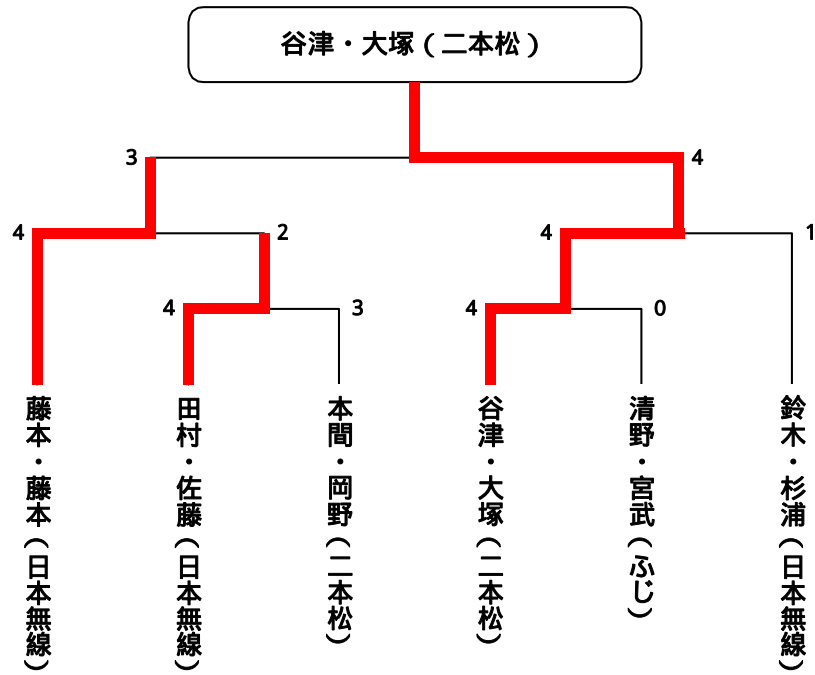 谷津・大塚（二本松）
3
4
4
2
4
1
4
3
4
0
藤本・藤本（日本無線）
田村・佐藤（日本無線）
本間・岡野（二本松）
谷津・大塚（二本松）
清野・宮武（ふじ）
鈴木・杉浦（日本無線）